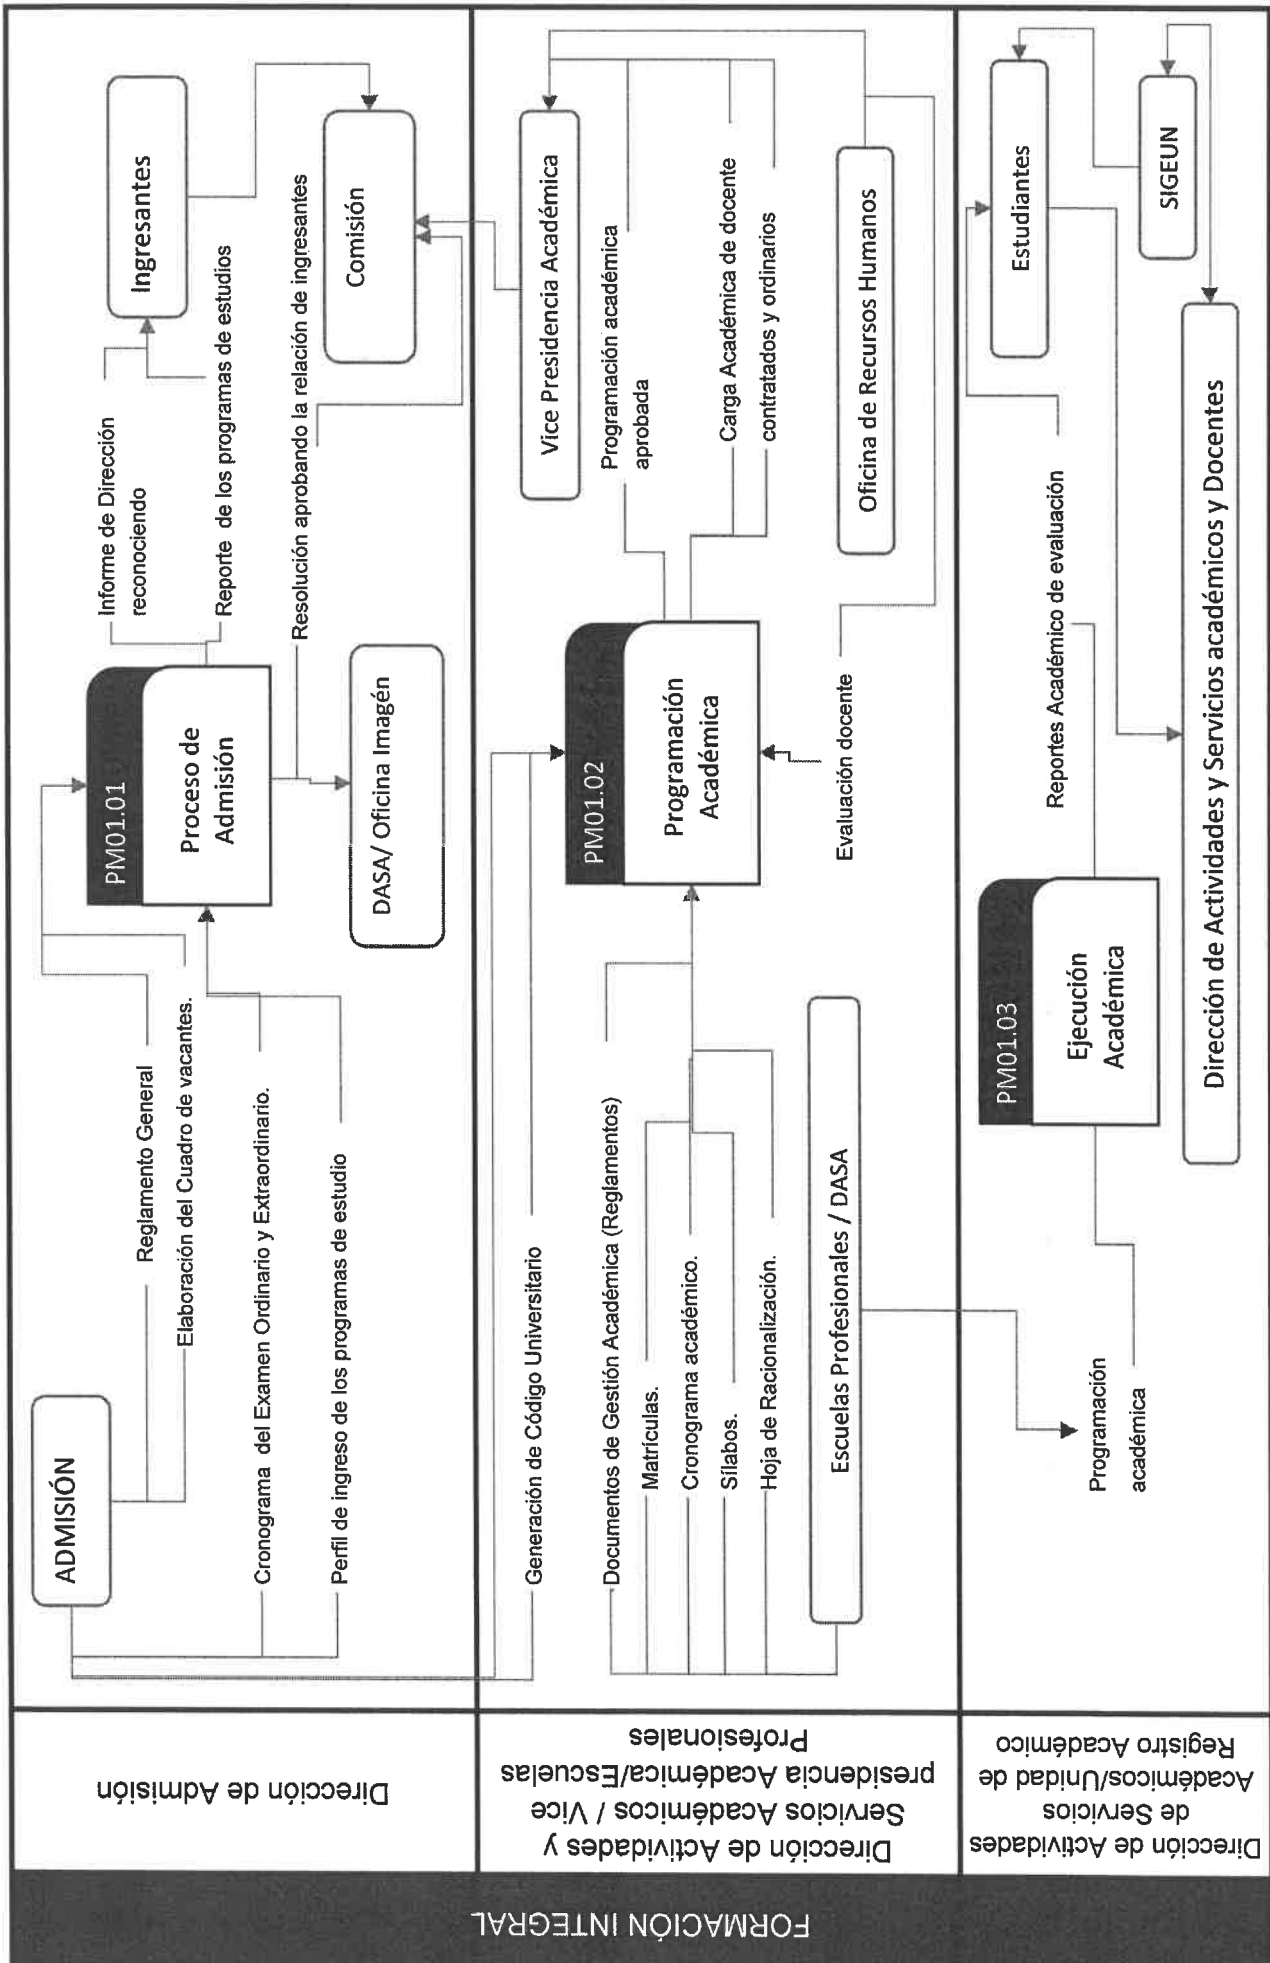 FORMACIÓN INTEGRAL
Dirección de Admisión
ADMISIÓN
Reglamento General
Elaboración del Cuadro de vacantes.
Cronograma del Examen Ordinario y Extraordinario.
Perfil de ingreso de los programas de estudio
PM01.01
Proceso de
Admisión
DASA/ Oficina Imagén
Informe de Dirección
reconociendo
Reporte de los programas de estudios
Resolución aprobando la relación de ingresantes
Ingresantes
Comisión
Dirección de Actividades y
Servicios Académicos / Vice
presidencia Académica/Escuelas
Profesionales
Generación de Código Universitario
Documentos de Gestión Académica (Reglamentos)
Matrículas.
Cronograma académico.
Sílabos.
Hoja de Racionalización.
Escuelas Profesionales / DASA
PM01.02
Programación
Académica
Evaluación docente
Programación académica
aprobada
Carga Académica de docente
contratados y ordinarios
Vice Presidencia Académica
Oficina de Recursos Humanos
Dirección de Actividades
de Servicios
Académicos/Unidad de
Registro Académico
Programación
académica
PM01.03
Ejecución
Académica
Reportes Académico de evaluación
Estudiantes
SIGEUN
Dirección de Actividades y Servicios académicos y Docentes